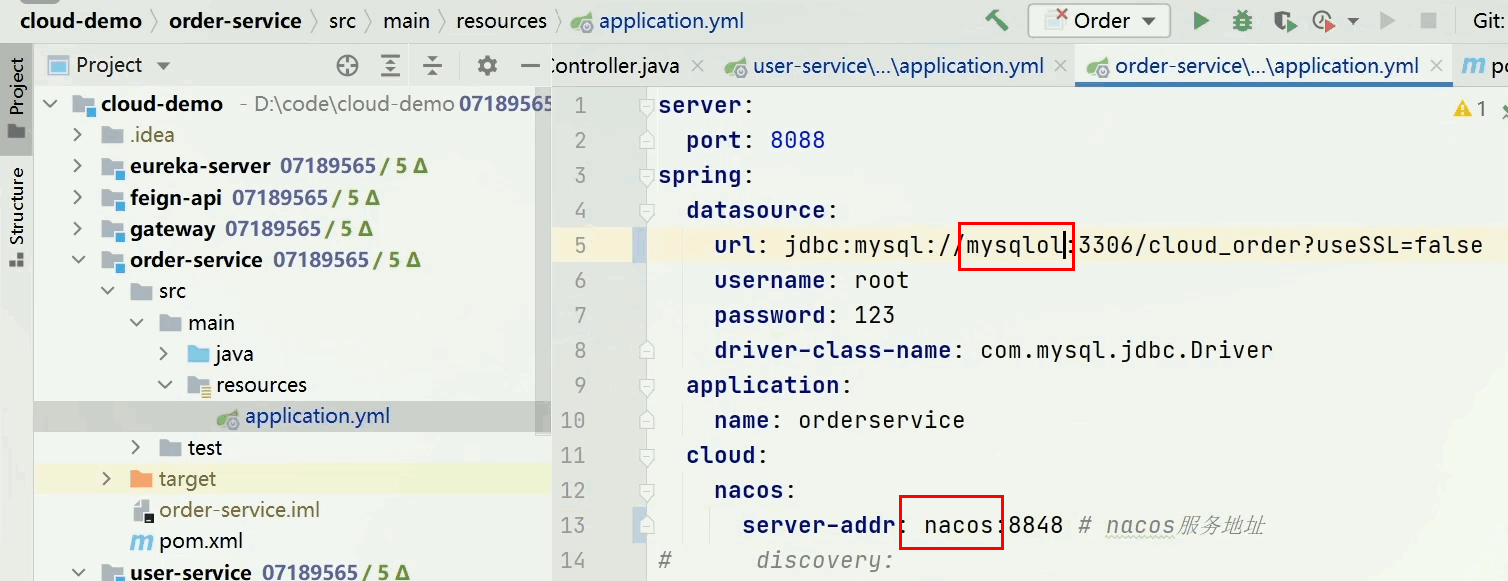 cloud-demo order-service src main resources application.yml Order Git:
Project
Controller.java user-service\...\application.yml order-service\...\application.yml
Project
Structure
cloud-demo - D:\code\cloud-demo 07189565
.idea
eureka-server 07189565 / 5 Δ
feign-api 07189565 / 5 Δ
gateway 07189565 / 5 Δ
order-service 07189565 / 5 Δ
src
main
java
resources
application.yml
test
target
order-service.iml
pom.xml
user-service 07189565 / 5 Δ
1 server:
1
2 port: 8088
3 spring:
4 datasource:
5 url: jdbc:mysql://mysqlol:3306/cloud_order?useSSL=false
6 username: root
7 password: 123
8 driver-class-name: com.mysql.jdbc.Driver
9 application:
10 name: orderservice
11 cloud:
12 nacos:
13 server-addr: nacos:8848 # nacos服务地址
14 # discovery: